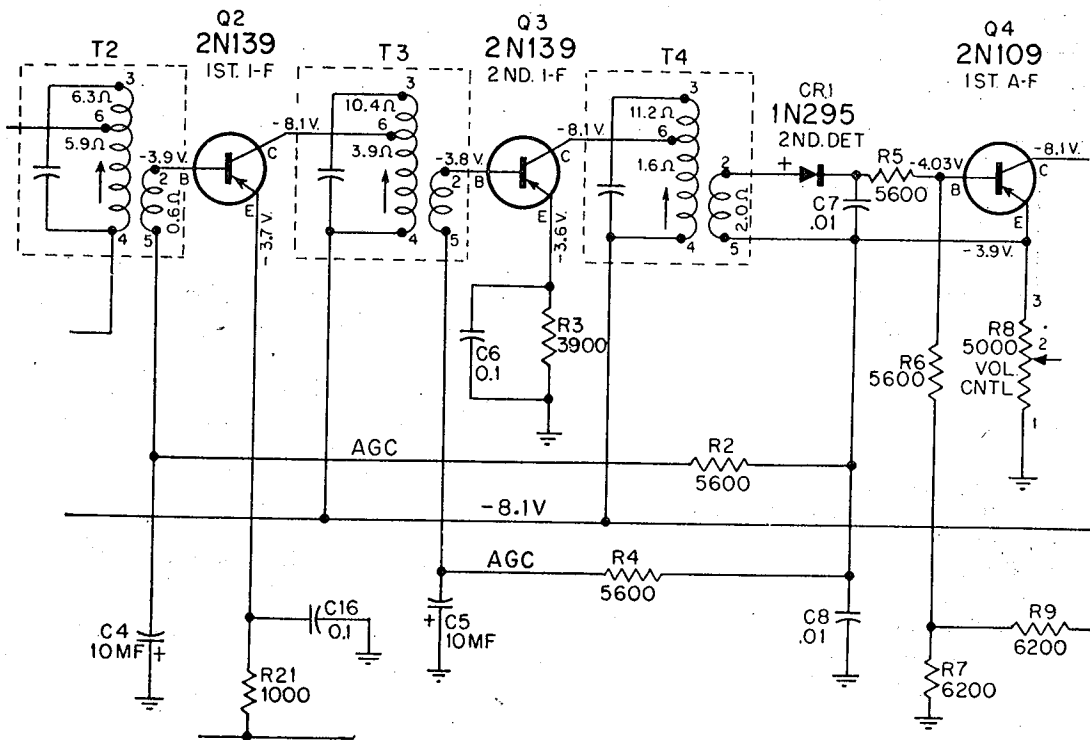 Q2
2N139
1ST. I-F
Q3
2N139
2ND. I-F
Q4
2N109
1ST A-F
T2
T3
T4
CR1
1N295
2ND. DET
3
6.3Ω
6
5.9Ω
4
2
0.6Ω
5
-3.9 V.
B
C
E
-3.7 V.
-8.1V.
3
10.4Ω
6
3.9Ω
4
2
5
-3.8 V.
B
C
E
-3.6 V.
-8.1V.
3
11.2Ω
6
1.6Ω
4
2
2.0Ω
5
+
R5
5600
C7
.01
-4.03V
B
C
E
-8.1V.
-3.9V.
C6
0.1
R3
3900
R6
5600
3
R8
5000
2
VOL.
CNTL
1
AGC
R2
5600
-8.1V
AGC
R4
5600
C4
10MF
+
C16
0.1
C5
+
10MF
C8
.01
R9
6200
R21
1000
R7
6200